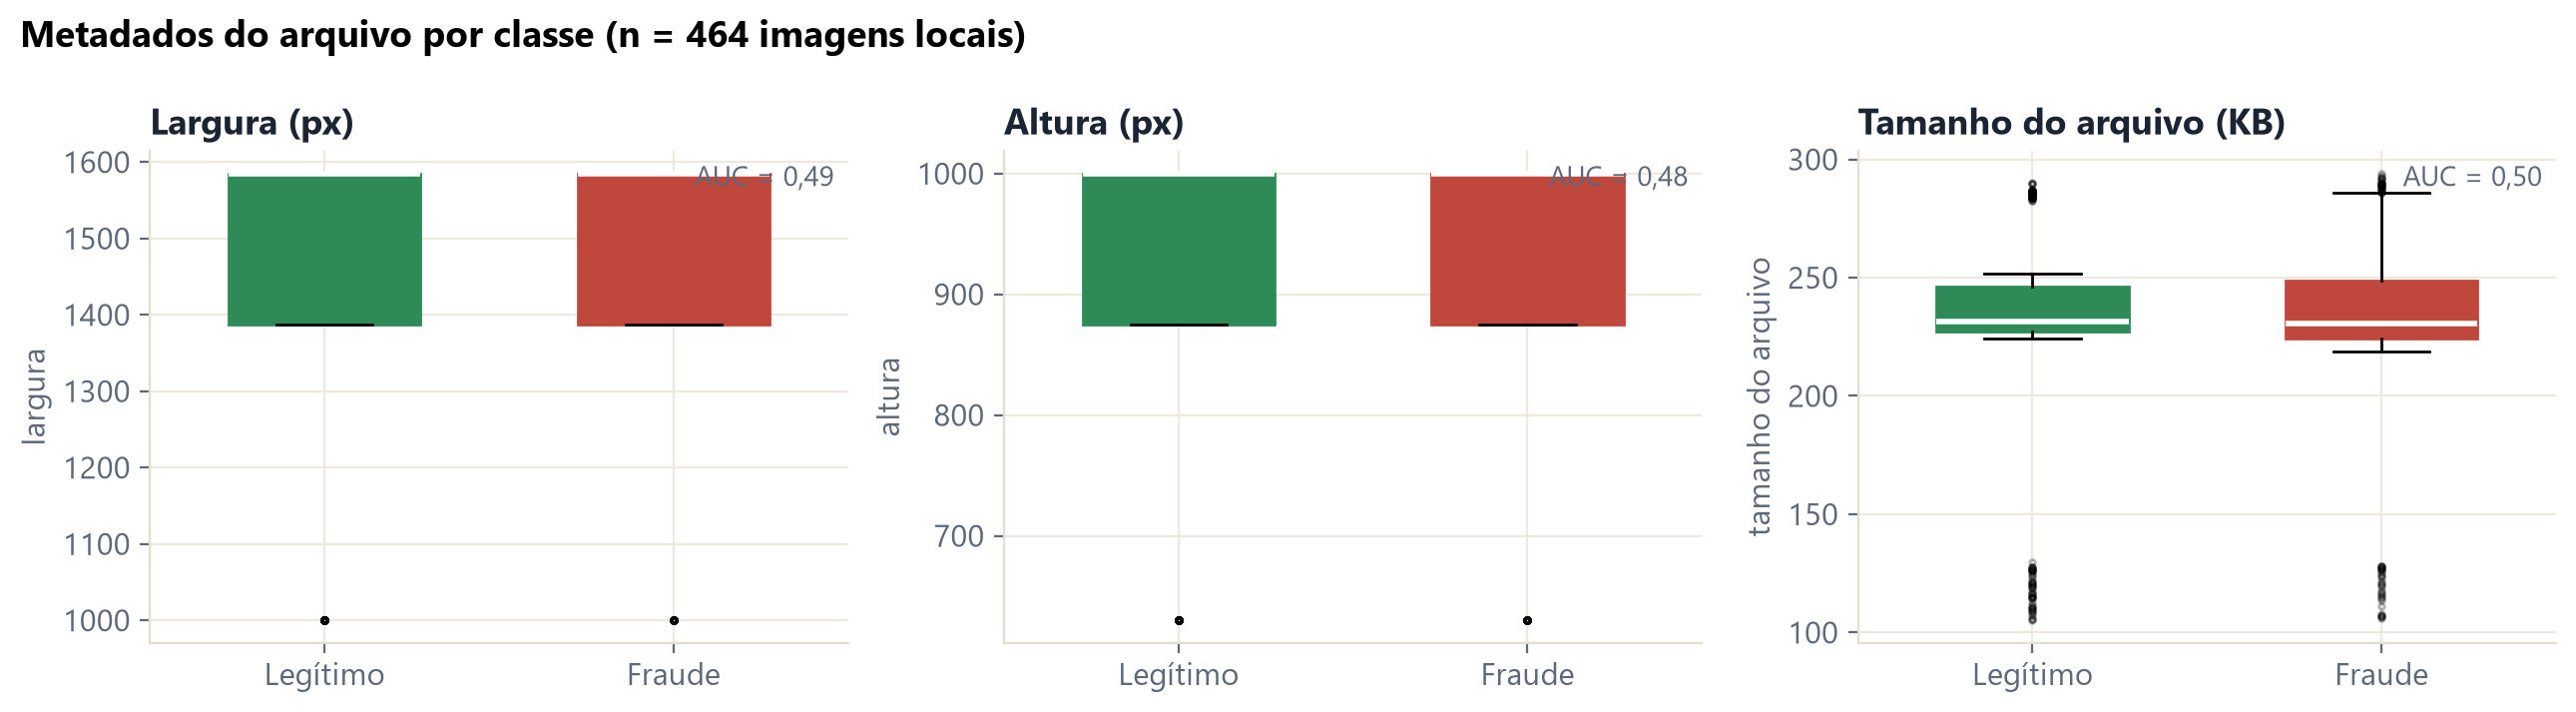 Metadados do arquivo por classe (n = 464 imagens locais)
Largura (px)
AUC = 0,49
1600
1500
1400
1300
1200
1100
1000
largura
Legítimo
Fraude
Altura (px)
AUC = 0,48
1000
900
800
700
altura
Legítimo
Fraude
Tamanho do arquivo (KB)
AUC = 0,50
300
250
200
150
100
tamanho do arquivo
Legítimo
Fraude